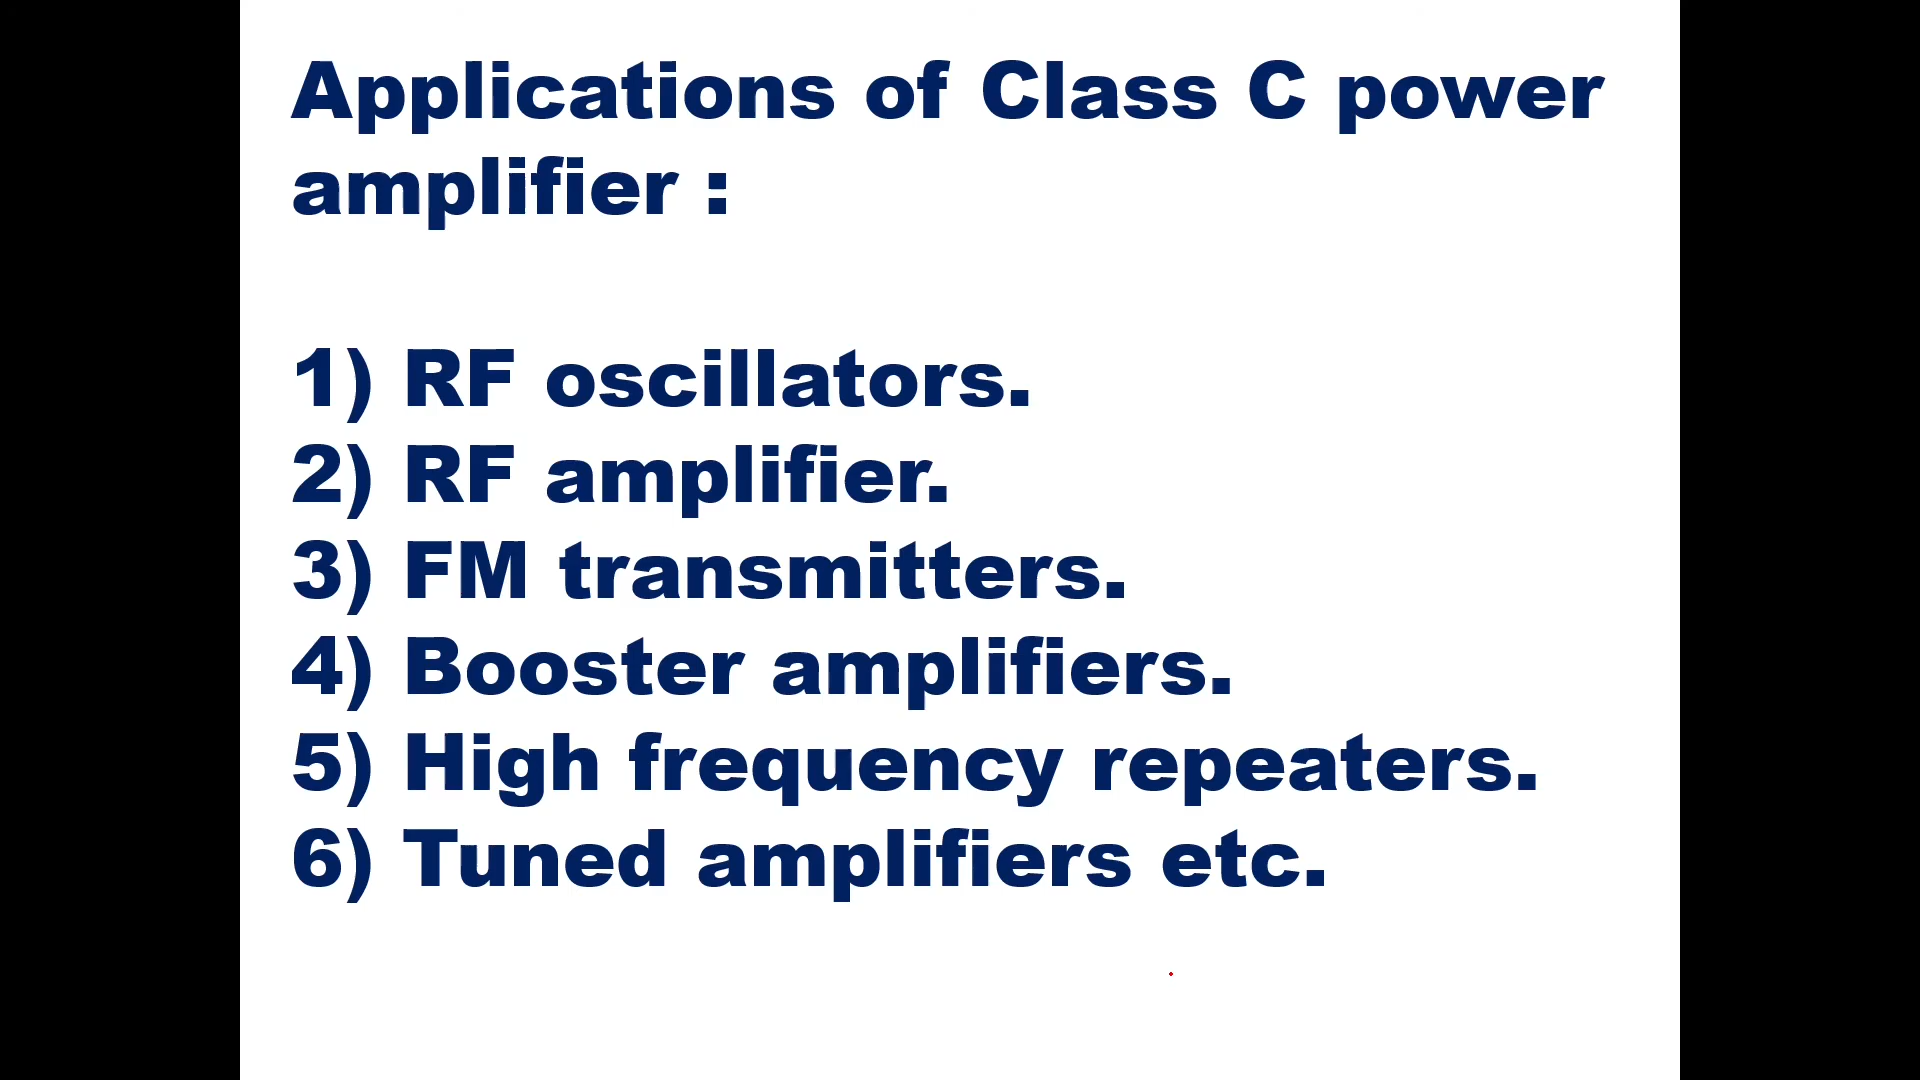 Applications of Class C power
amplifier :
1) RF oscillators.
2) RF amplifier.
3) FM transmitters.
4) Booster amplifiers.
5) High frequency repeaters.
6) Tuned amplifiers etc.